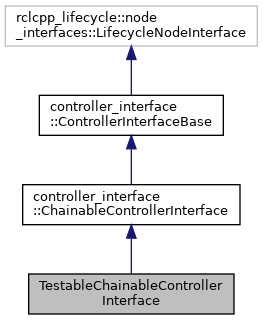 rclcpp_lifecycle::node
_interfaces::LifecycleNodeInterface
controller_interface
::ControllerInterfaceBase
controller_interface
::ChainableControllerInterface
TestableChainableController
Interface